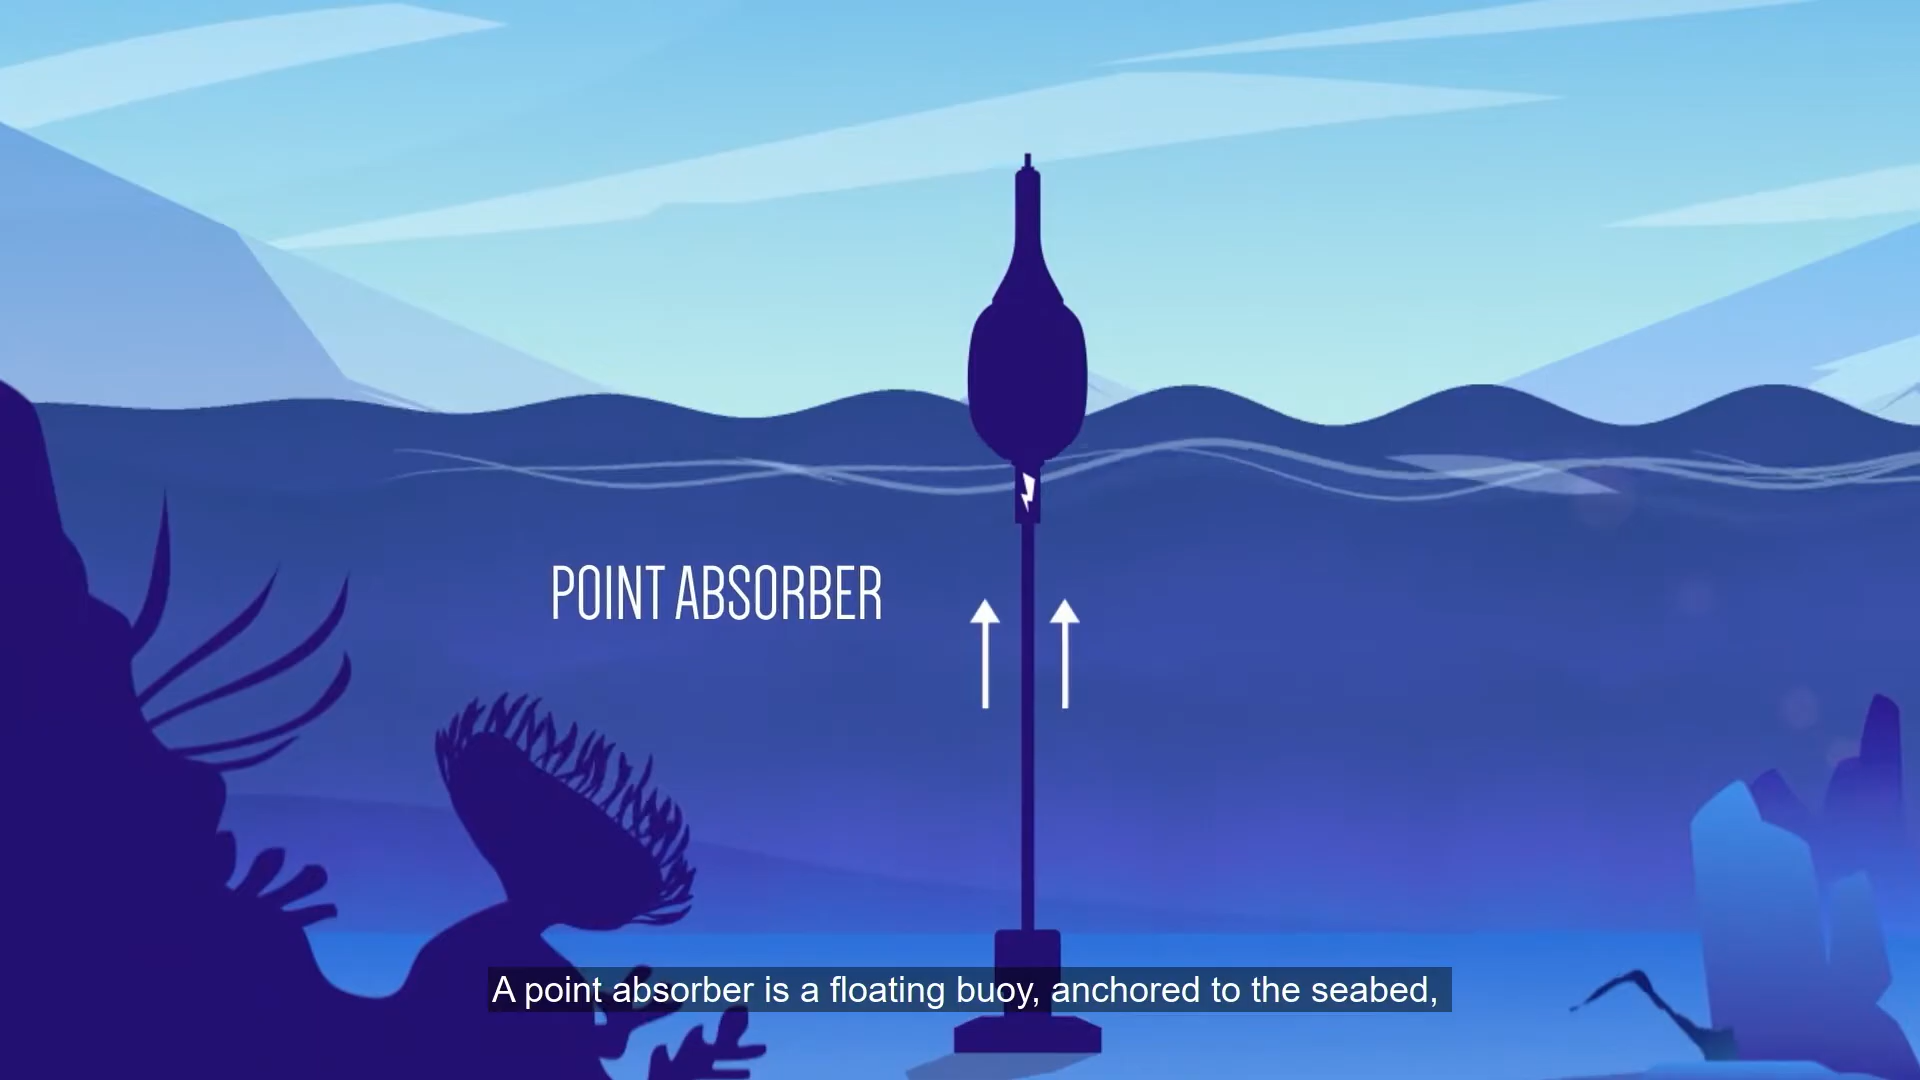 POINT ABSORBER
A point absorber is a floating buoy, anchored to the seabed,